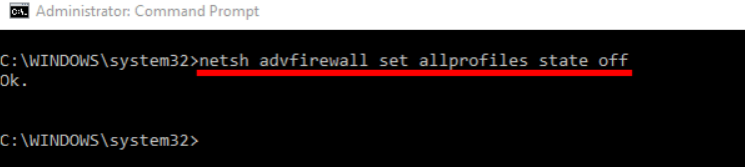 Administrator: Command Prompt
C:\WINDOWS\system32>netsh advfirewall set allprofiles state off
Ok.
C:\WINDOWS\system32>